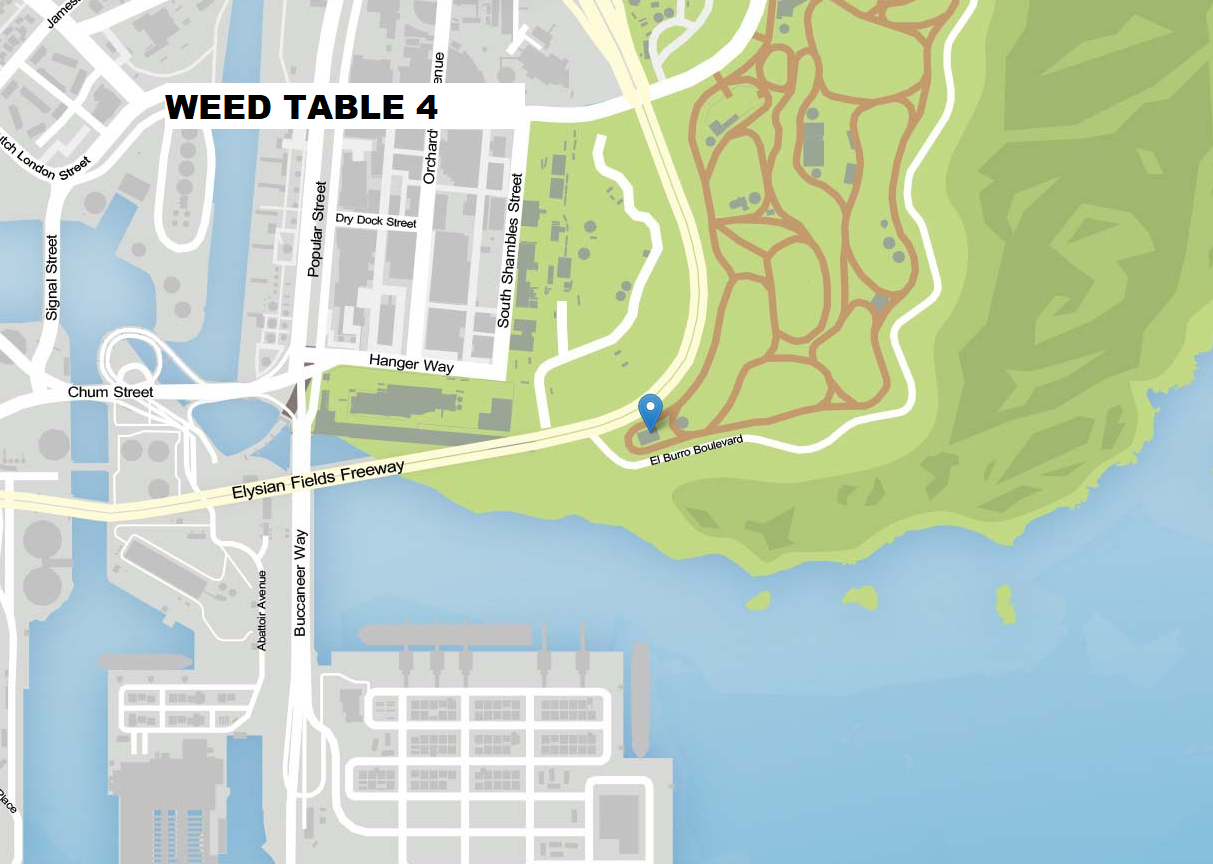 James
WEED TABLE 4
enue
utch London Street
Orchard
Popular Street
Dry Dock Street
South Shambles Street
Signal Street
Hanger Way
Chum Street
El Burro Boulevard
Elysian Fields Freeway
Buccaneer Way
Abattoir Avenue
Place